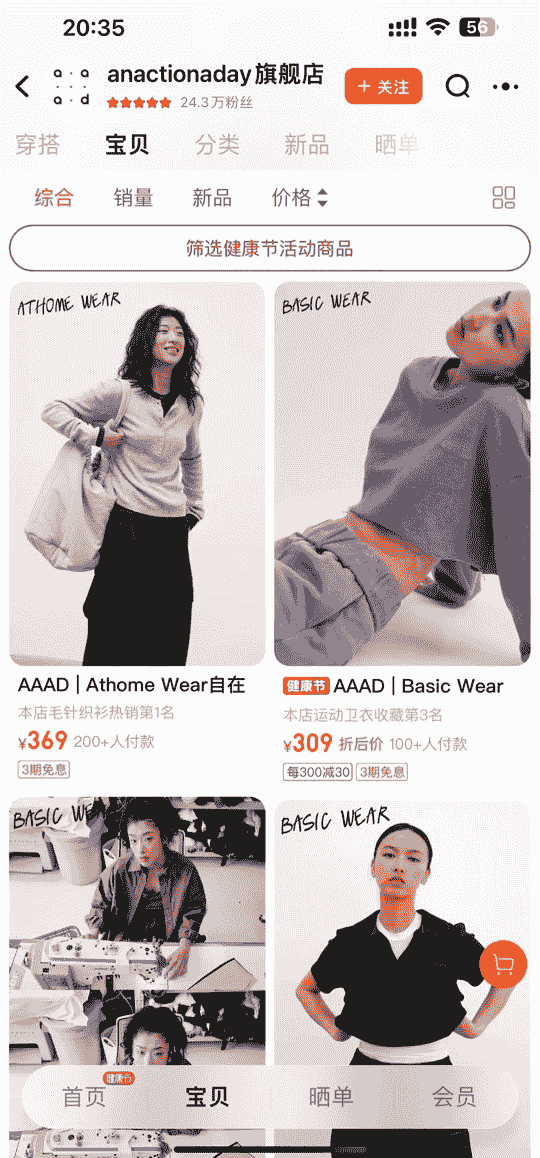 20:35
56
a a
a d
anactionaday旗舰店
24.3万粉丝
+ 关注
穿搭 宝贝 分类 新品 晒单
综合 销量 新品 价格
筛选健康节活动商品
ATHOME WEAR
BASIC WEAR
AAAD | Athome Wear自在
本店毛针织衫热销第1名
¥369 200+人付款
3期免息
健康节 AAAD | Basic Wear
本店运动卫衣收藏第3名
¥309 折后价 100+人付款
每300减30 3期免息
BASIC WE
BASIC WEAR
首页 健康节 宝贝 晒单 会员